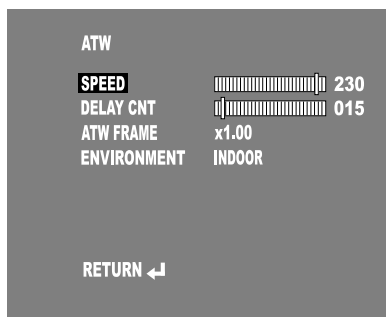 ATW
SPEED 230
DELAY CNT 015
ATW FRAME x1.00
ENVIRONMENT INDOOR
RETURN ↲